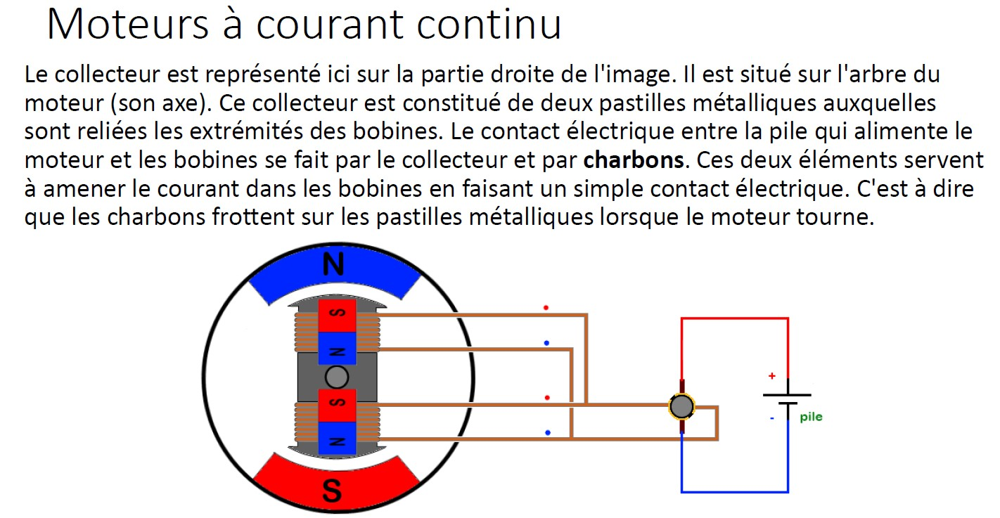 Moteurs à courant continu
Le collecteur est représenté ici sur la partie droite de l'image. Il est situé sur l'arbre du
moteur (son axe). Ce collecteur est constitué de deux pastilles métalliques auxquelles
sont reliées les extrémités des bobines. Le contact électrique entre la pile qui alimente le
moteur et les bobines se fait par le collecteur et par charbons. Ces deux éléments servent
à amener le courant dans les bobines en faisant un simple contact électrique. C'est à dire
que les charbons frottent sur les pastilles métalliques lorsque le moteur tourne.
N
S
N
S
N
S
+
-
pile